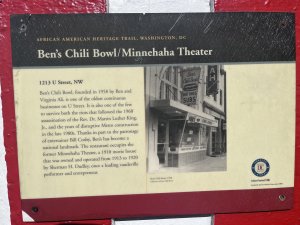 AFRICAN AMERICAN HERITAGE TRAIL, WASHINGTON, DC
Ben's Chili Bowl/Minnehaha Theater
1213 U Street, NW
Ben's Chili Bowl, founded in 1958 by Ben and
Virginia Ali, is one of the oldest continuous
businesses on U Street. It is also one of the few
to survive both the riots that followed the 1968
assassination of the Rev. Dr. Martin Luther King,
Jr., and the years of disruptive Metro construction
in the late 1980s. Thanks in part to the patronage
of entertainer Bill Cosby, Ben's has become a
national landmark. The restaurant occupies the
former Minnehaha Theater, a 1910 movie house
that was owned and operated from 1913 to 1920
by Sherman H. Dudley, once a leading vaudeville
performer and entrepreneur.
SUBS